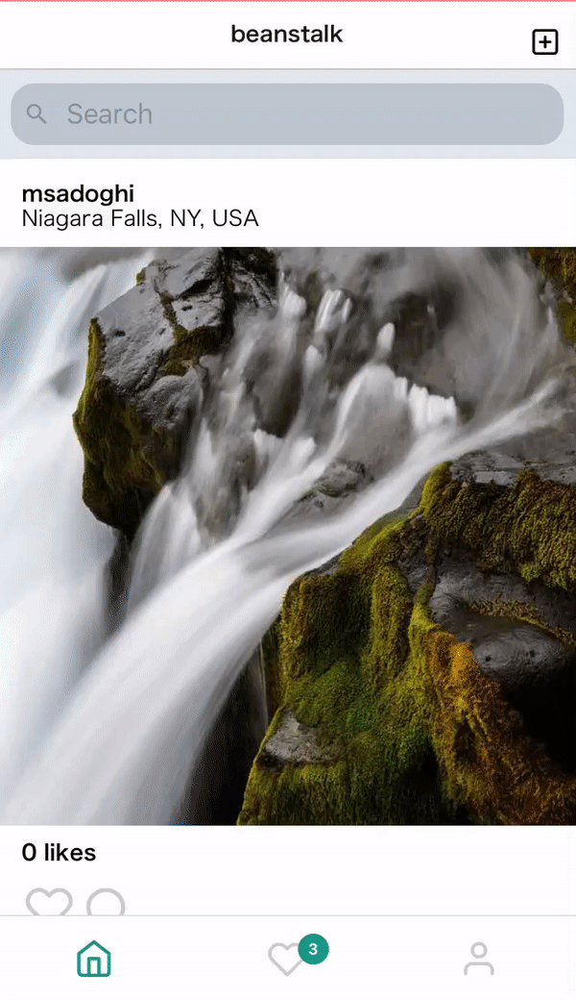 beanstalk
Search
msadoghi
Niagara Falls, NY, USA
0 likes
3